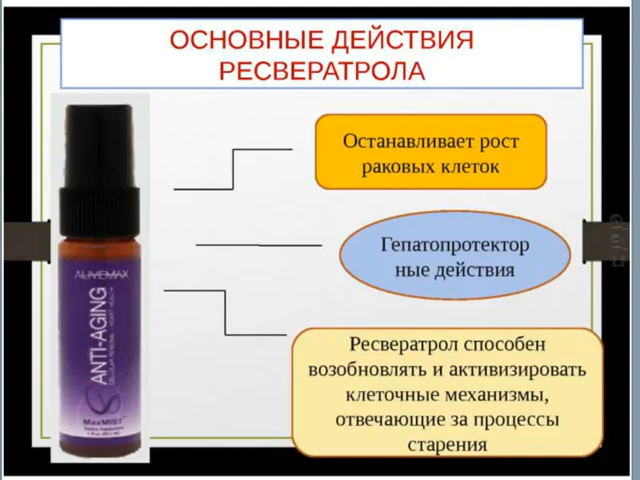 ОСНОВНЫЕ ДЕЙСТВИЯ
РЕСВЕРАТРОЛА
Останавливает рост
раковых клеток
Гепатопротектор
ные действия
Ресвератрол способен
возобновлять и активизировать
клеточные механизмы,
отвечающие за процессы
старения
ALIVEMAX
ANTI-AGING
MaxMIST